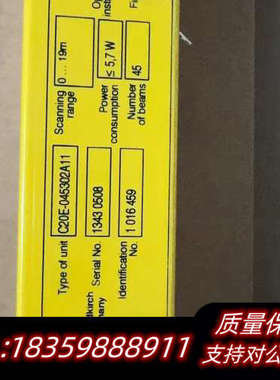 Type of unit
C20E-045302A11
Serial No.
1343 0508
Identification No.
1 016 459
Scanning range
0 ... 19m
Power consumption
≤ 5,7 W
Number of beams
45
质量保
:18359888911
支持对公